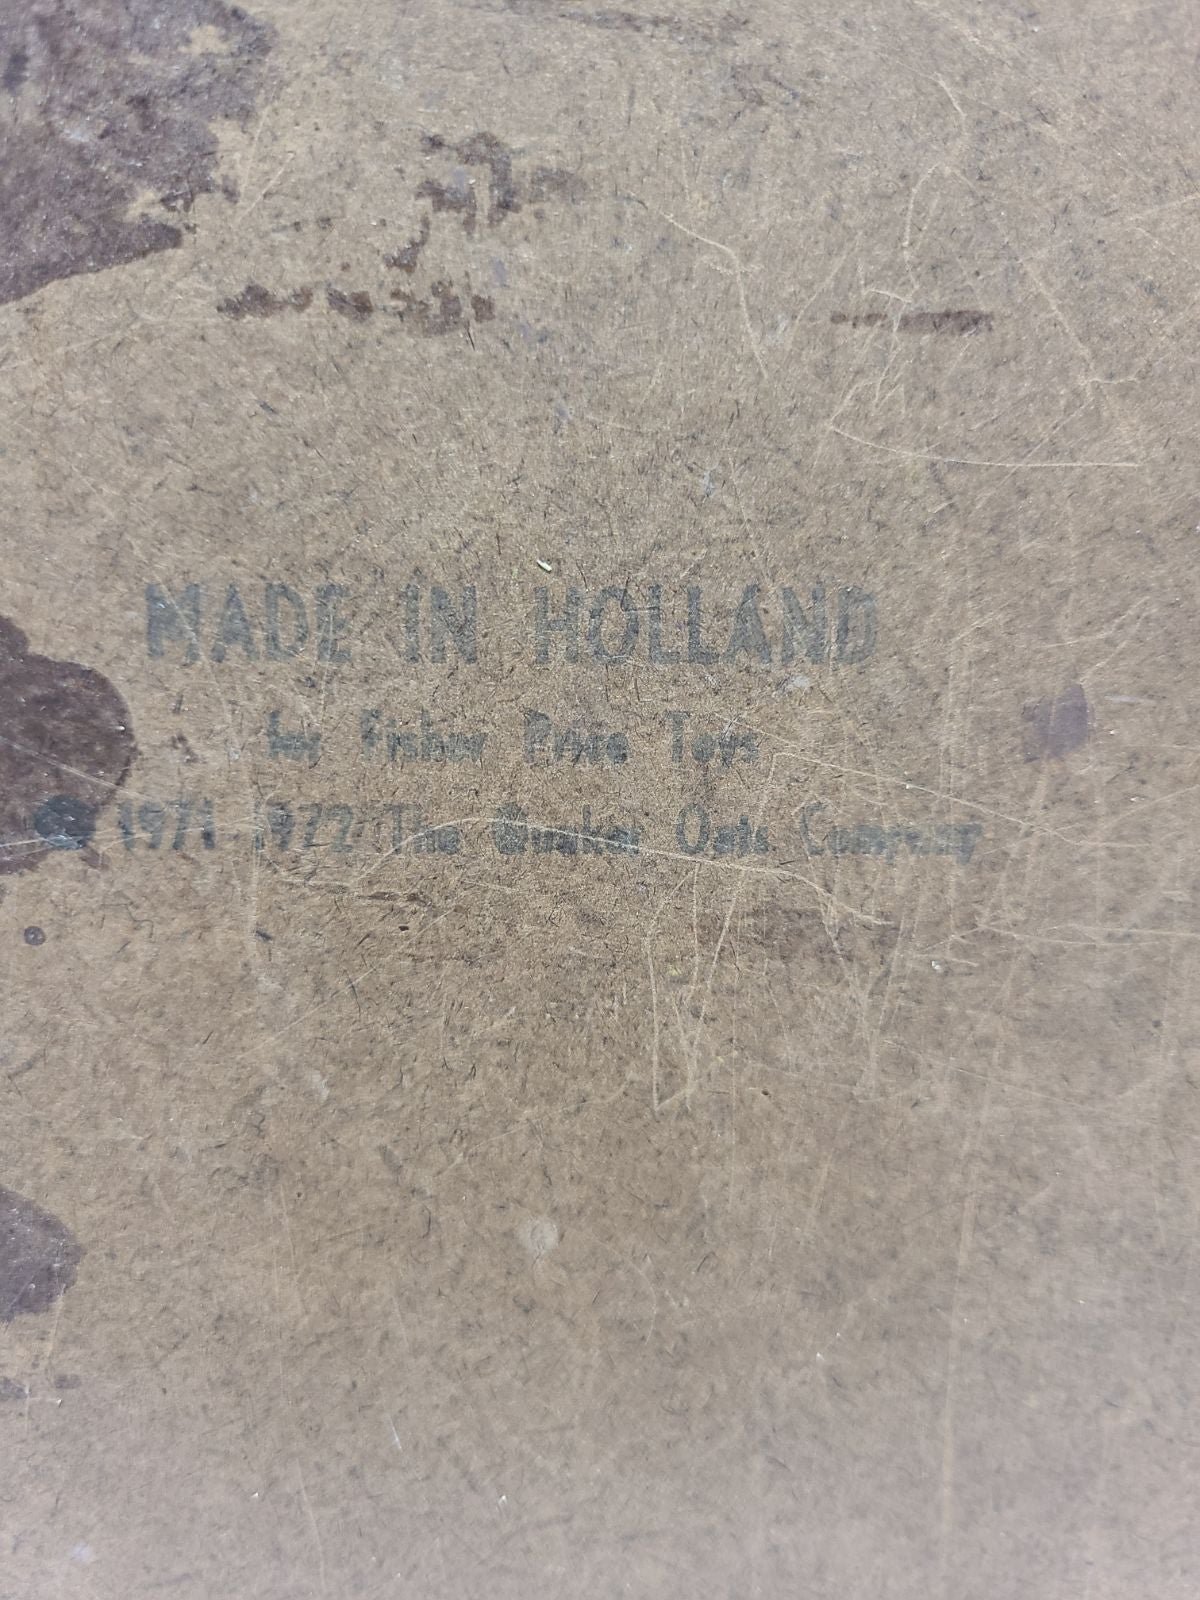 MADE IN HOLLAND
for Fisher Price Toys
© 1971 1972 The Quaker Oats Company